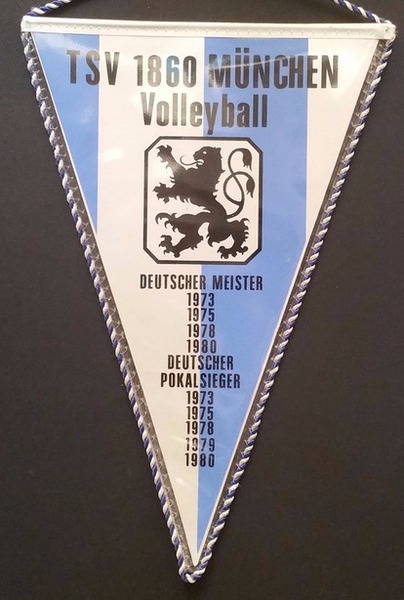 TSV 1860 MÜNCHEN
Volleyball
DEUTSCHER MEISTER
1973
1975
1978
1980
DEUTSCHER
POKALSIEGER
1973
1975
1978
1979
1980